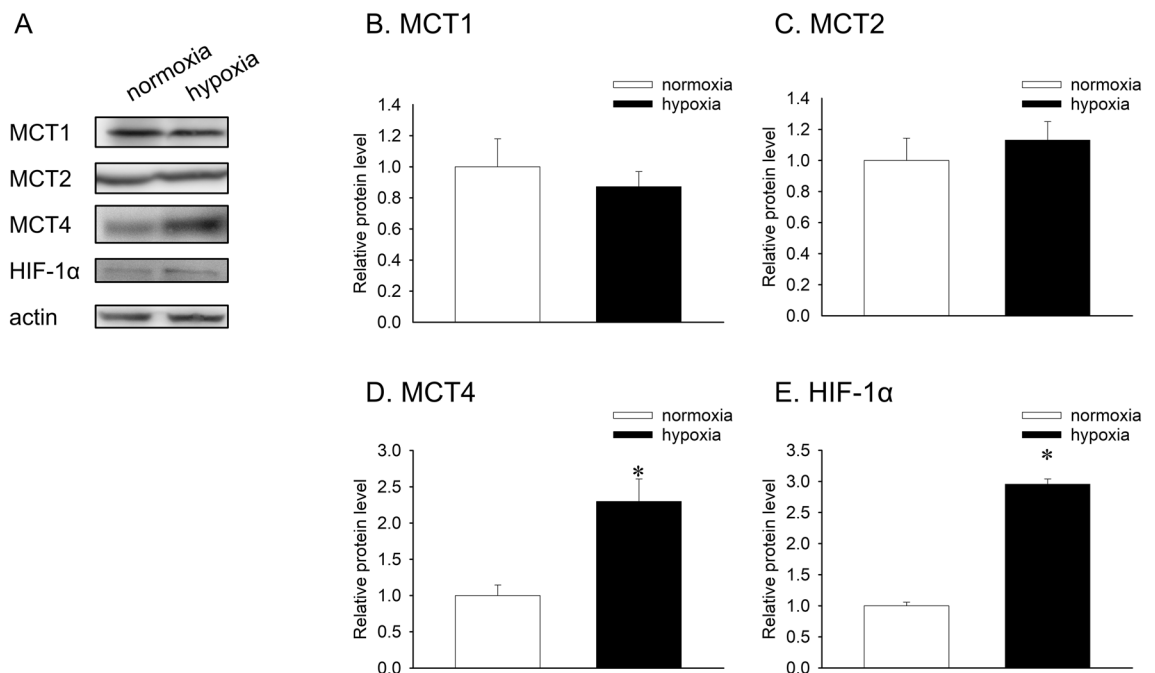 A
normoxia
hypoxia
MCT1
MCT2
MCT4
HIF-1α
actin
B. MCT1
normoxia
hypoxia
Relative protein level
1.4
1.2
1.0
0.8
0.6
0.4
0.2
0.0
C. MCT2
normoxia
hypoxia
Relative protein level
1.4
1.2
1.0
0.8
0.6
0.4
0.2
0.0
D. MCT4
normoxia
hypoxia
Relative protein level
3.0
2.5
2.0
1.5
1.0
0.5
0.0
*
E. HIF-1α
normoxia
hypoxia
Relative protein level
3.5
3.0
2.5
2.0
1.5
1.0
0.5
0.0
*